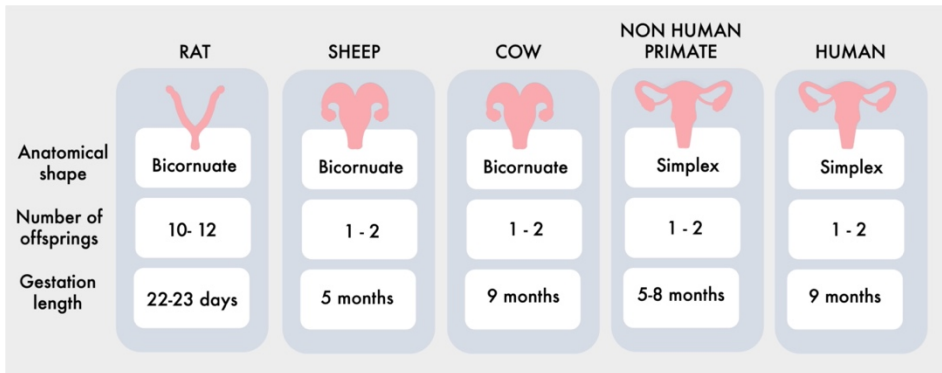 RAT
SHEEP
COW
NON HUMAN
PRIMATE
HUMAN
Anatomical
shape
Bicornuate
Bicornuate
Bicornuate
Simplex
Simplex
Number of
offsprings
10- 12
1 - 2
1 - 2
1 - 2
1 - 2
Gestation
length
22-23 days
5 months
9 months
5-8 months
9 months